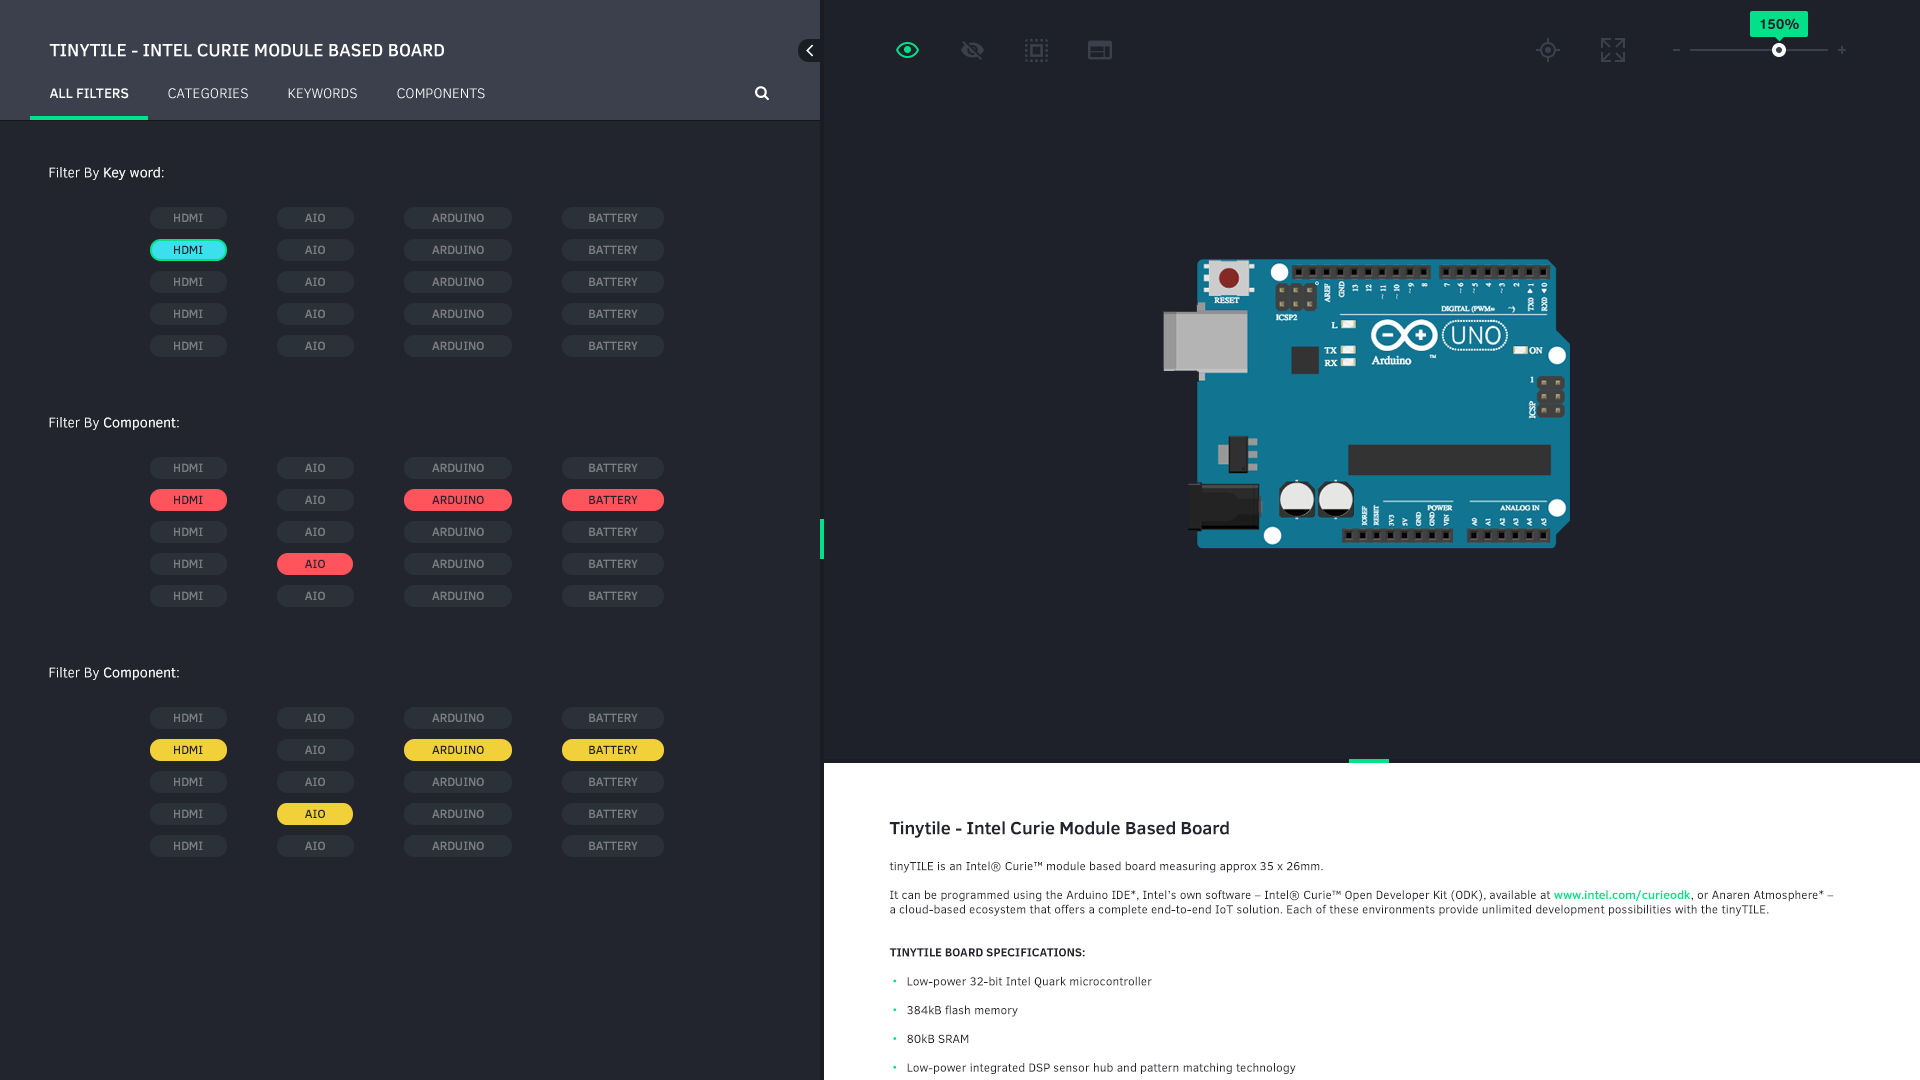 TINYTILE - INTEL CURIE MODULE BASED BOARD
ALL FILTERS CATEGORIES KEYWORDS COMPONENTS
Filter By Key word:
HDMI AIO ARDUINO BATTERY
HDMI AIO ARDUINO BATTERY
HDMI AIO ARDUINO BATTERY
HDMI AIO ARDUINO BATTERY
HDMI AIO ARDUINO BATTERY
Filter By Component:
HDMI AIO ARDUINO BATTERY
HDMI AIO ARDUINO BATTERY
HDMI AIO ARDUINO BATTERY
HDMI AIO ARDUINO BATTERY
HDMI AIO ARDUINO BATTERY
Filter By Component:
HDMI AIO ARDUINO BATTERY
HDMI AIO ARDUINO BATTERY
HDMI AIO ARDUINO BATTERY
HDMI AIO ARDUINO BATTERY
HDMI AIO ARDUINO BATTERY
150%
- +
RESET
ICSP2
AREF GND 13 12 ~11 ~10 ~9 8 7 ~6 ~5 4 ~3 2 TX0 ▶ 1 RX0 ◀ 0
DIGITAL (PWM= ~)
L
TX
RX
UNO
Arduino ™
ON
1
ICSP
POWER ANALOG IN
IOREF RESET 3V3 5V GND GND VIN A0 A1 A2 A3 A4 A5
Tinytile - Intel Curie Module Based Board
tinyTILE is an Intel® Curie™ module based board measuring approx 35 x 26mm.
It can be programmed using the Arduino IDE*, Intel's own software – Intel® Curie™ Open Developer Kit (ODK), available at www.intel.com/curieodk, or Anaren Atmosphere* –
a cloud-based ecosystem that offers a complete end-to-end IoT solution. Each of these environments provide unlimited development possibilities with the tinyTILE.
TINYTILE BOARD SPECIFICATIONS:
• Low-power 32-bit Intel Quark microcontroller
• 384kB flash memory
• 80kB SRAM
• Low-power integrated DSP sensor hub and pattern matching technology